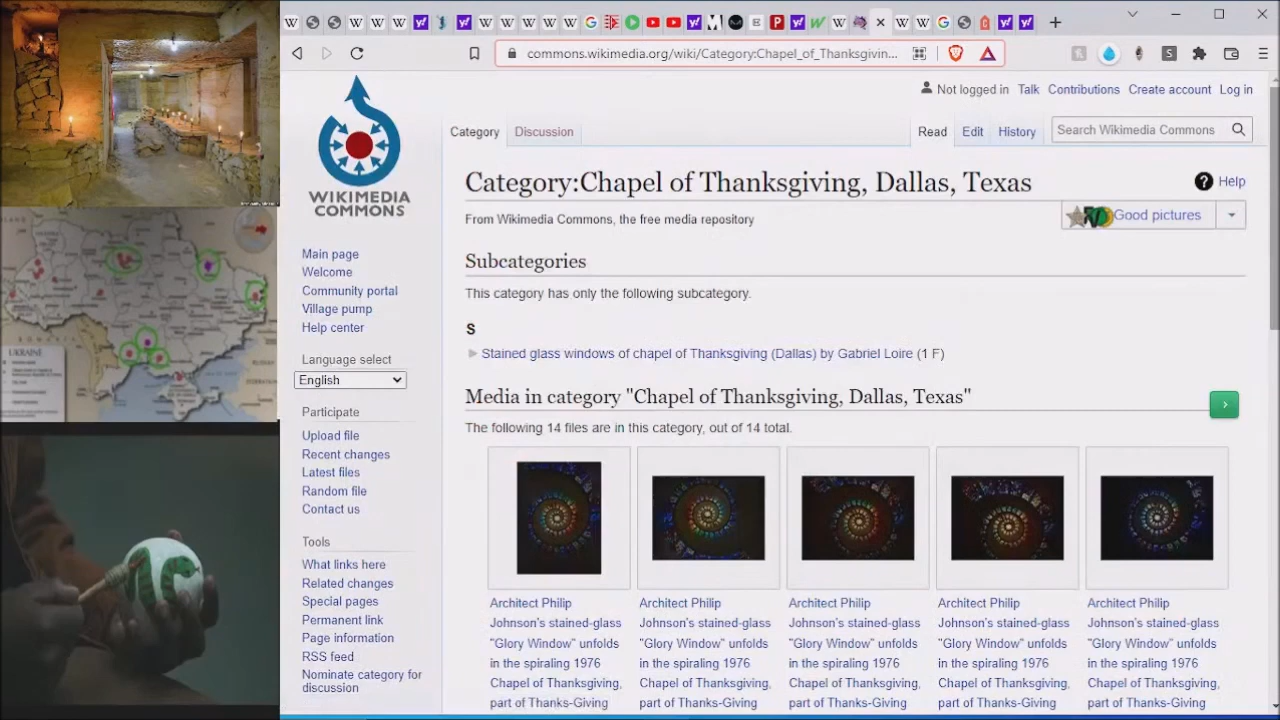 commons.wikimedia.org/wiki/Category:Chapel_of_Thanksgivin...
WIKIMEDIA
COMMONS
Main page
Welcome
Community portal
Village pump
Help center
Language select
English
Participate
Upload file
Recent changes
Latest files
Random file
Contact us
Tools
What links here
Related changes
Special pages
Permanent link
Page information
RSS feed
Nominate category for
discussion
Not logged in Talk Contributions Create account Log in
Category Discussion Read Edit History Search Wikimedia Commons
Category:Chapel of Thanksgiving, Dallas, Texas
Help
From Wikimedia Commons, the free media repository
Good pictures
Subcategories
This category has only the following subcategory.
S
Stained glass windows of chapel of Thanksgiving (Dallas) by Gabriel Loire (1 F)
Media in category "Chapel of Thanksgiving, Dallas, Texas"
The following 14 files are in this category, out of 14 total.
Architect Philip
Johnson's stained-glass
"Glory Window" unfolds
in the spiraling 1976
Chapel of Thanksgiving,
part of Thanks-Giving
Architect Philip
Johnson's stained-glass
"Glory Window" unfolds
in the spiraling 1976
Chapel of Thanksgiving,
part of Thanks-Giving
Architect Philip
Johnson's stained-glass
"Glory Window" unfolds
in the spiraling 1976
Chapel of Thanksgiving,
part of Thanks-Giving
Architect Philip
Johnson's stained-glass
"Glory Window" unfolds
in the spiraling 1976
Chapel of Thanksgiving,
part of Thanks-Giving
Architect Philip
Johnson's stained-glass
"Glory Window" unfolds
in the spiraling 1976
Chapel of Thanksgiving,
part of Thanks-Giving
UKRAINE